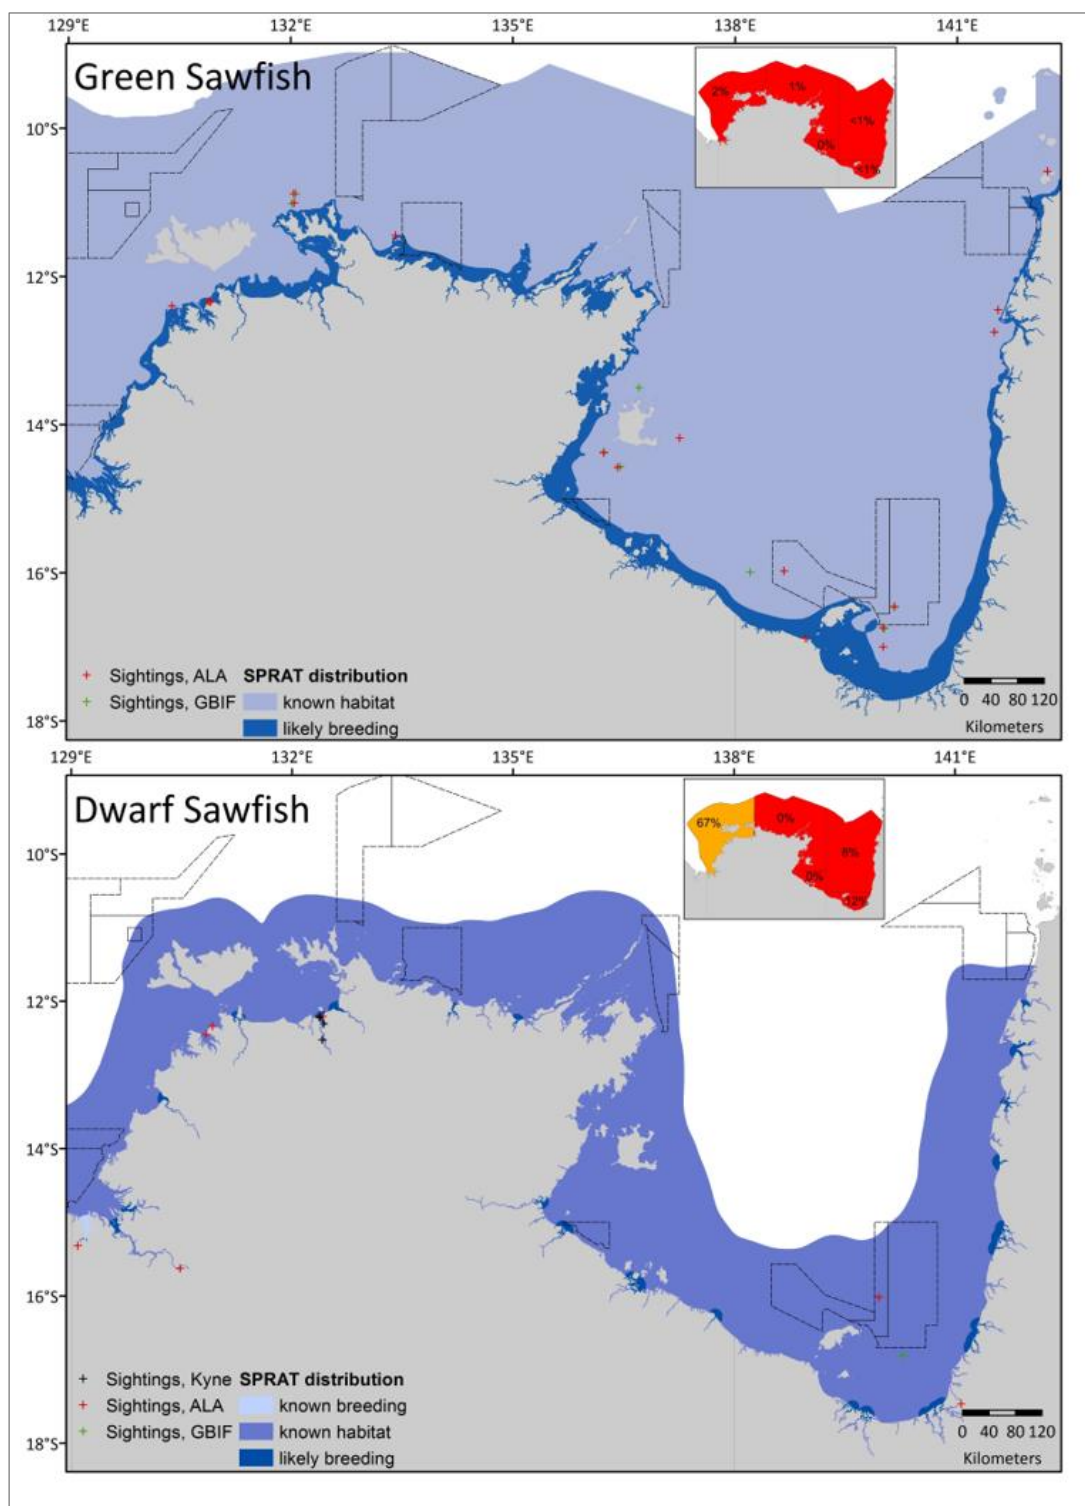 129°E 132°E 135°E 138°E 141°E
Green Sawfish
2% 1%
<1%
0%
<1%
10°S
12°S
14°S
16°S
18°S
Sightings, ALA SPRAT distribution
Sightings, GBIF known habitat
likely breeding
0 40 80 120
Kilometers
129°E 132°E 135°E 138°E 141°E
Dwarf Sawfish
67% 0%
8%
0%
12%
10°S
12°S
14°S
16°S
18°S
Sightings, Kyne SPRAT distribution
Sightings, ALA known breeding
Sightings, GBIF known habitat
likely breeding
0 40 80 120
Kilometers